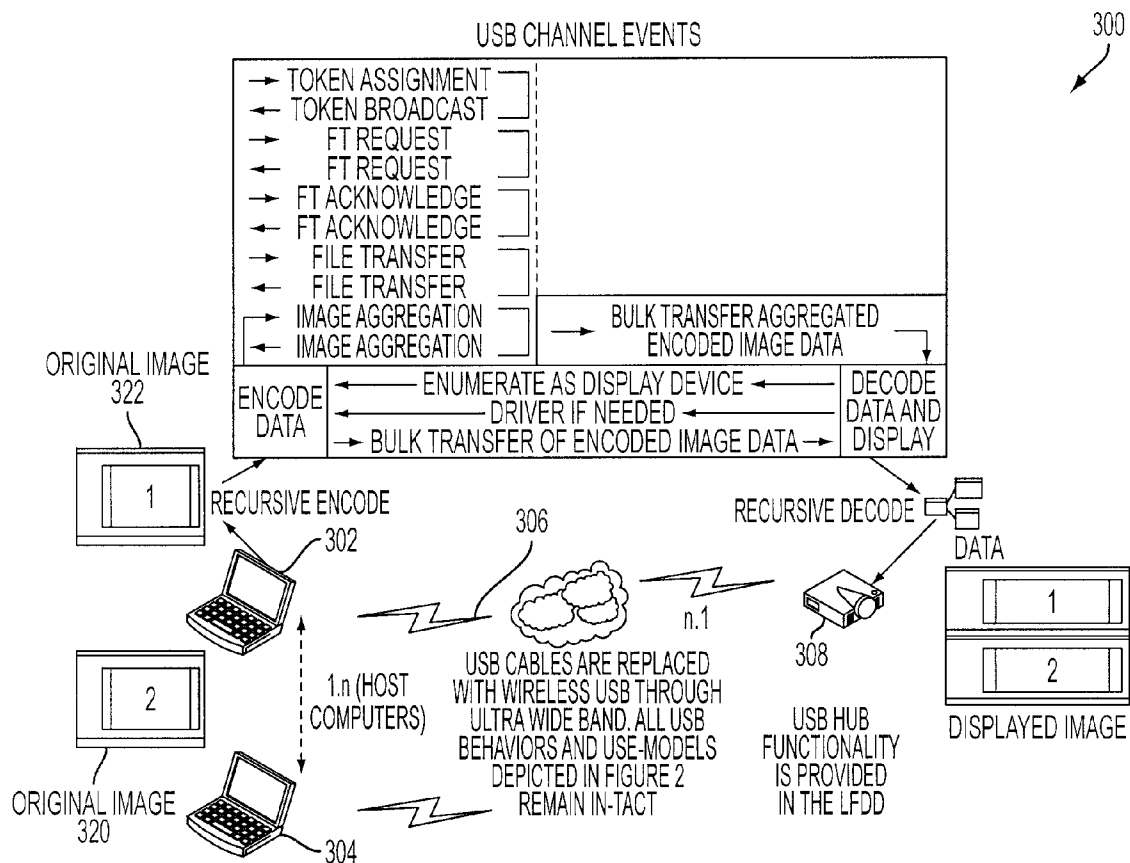 USB CHANNEL EVENTS
300
TOKEN ASSIGNMENT
TOKEN BROADCAST
FT REQUEST
FT REQUEST
FT ACKNOWLEDGE
FT ACKNOWLEDGE
FILE TRANSFER
FILE TRANSFER
IMAGE AGGREGATION
IMAGE AGGREGATION
BULK TRANSFER AGGREGATED
ENCODED IMAGE DATA
ENCODE
DATA
ENUMERATE AS DISPLAY DEVICE
DRIVER IF NEEDED
BULK TRANSFER OF ENCODED IMAGE DATA
DECODE
DATA AND
DISPLAY
ORIGINAL IMAGE
322
1
RECURSIVE ENCODE
302
306
RECURSIVE DECODE
DATA
n.1
308
1
2
DISPLAYED IMAGE
2
1.n (HOST
COMPUTERS)
USB CABLES ARE REPLACED
WITH WIRELESS USB THROUGH
ULTRA WIDE BAND. ALL USB
BEHAVIORS AND USE-MODELS
DEPICTED IN FIGURE 2
REMAIN IN-TACT
USB HUB
FUNCTIONALITY
IS PROVIDED
IN THE LFDD
ORIGINAL IMAGE
320
304